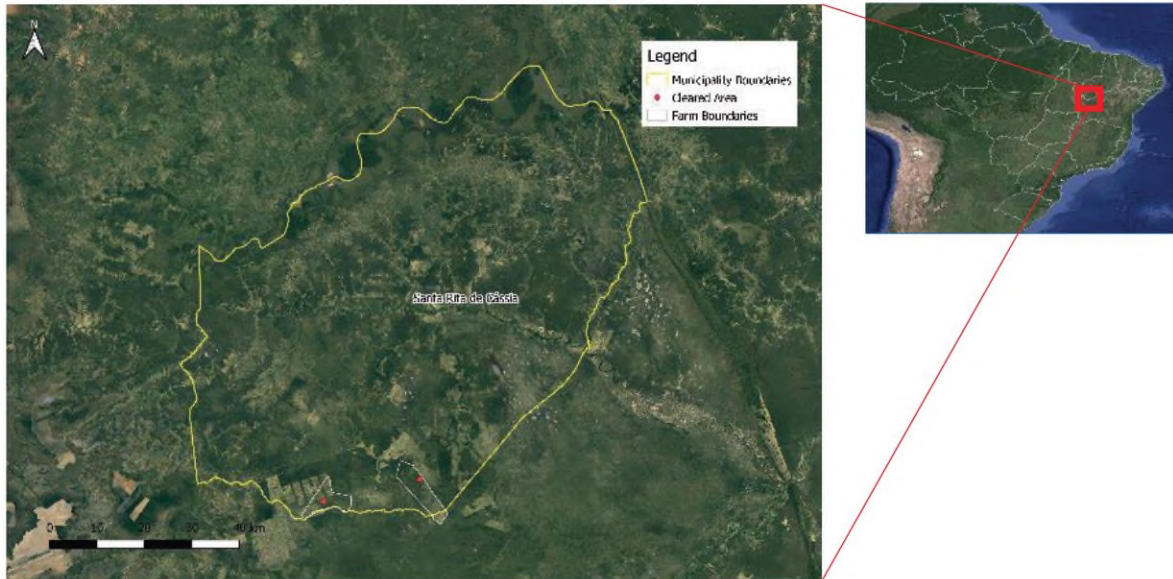 N
Legend
Municipality Boundaries
Cleared Area
Farm Boundaries
Santa Rita de Cássia
0 10 20 30 40 km